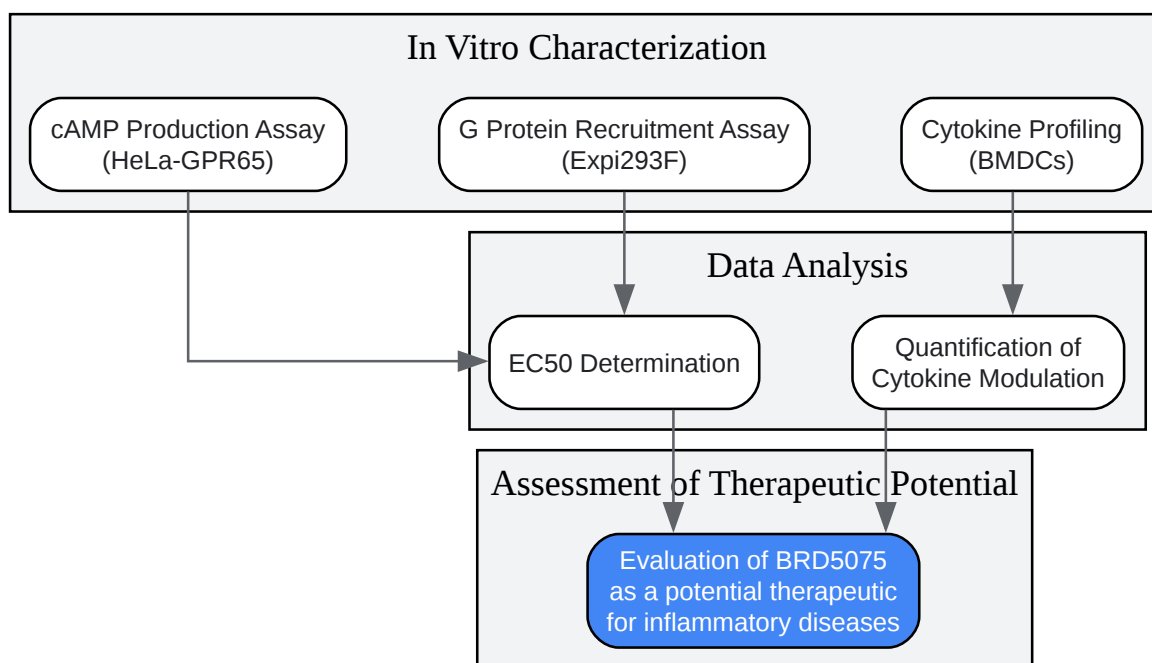 In Vitro Characterization
cAMP Production Assay
(HeLa-GPR65)
G Protein Recruitment Assay
(Expi293F)
Cytokine Profiling
(BMDCs)
Data Analysis
EC50 Determination
Quantification of
Cytokine Modulation
Assessment of Therapeutic Potential
Evaluation of BRD5075
as a potential therapeutic
for inflammatory diseases